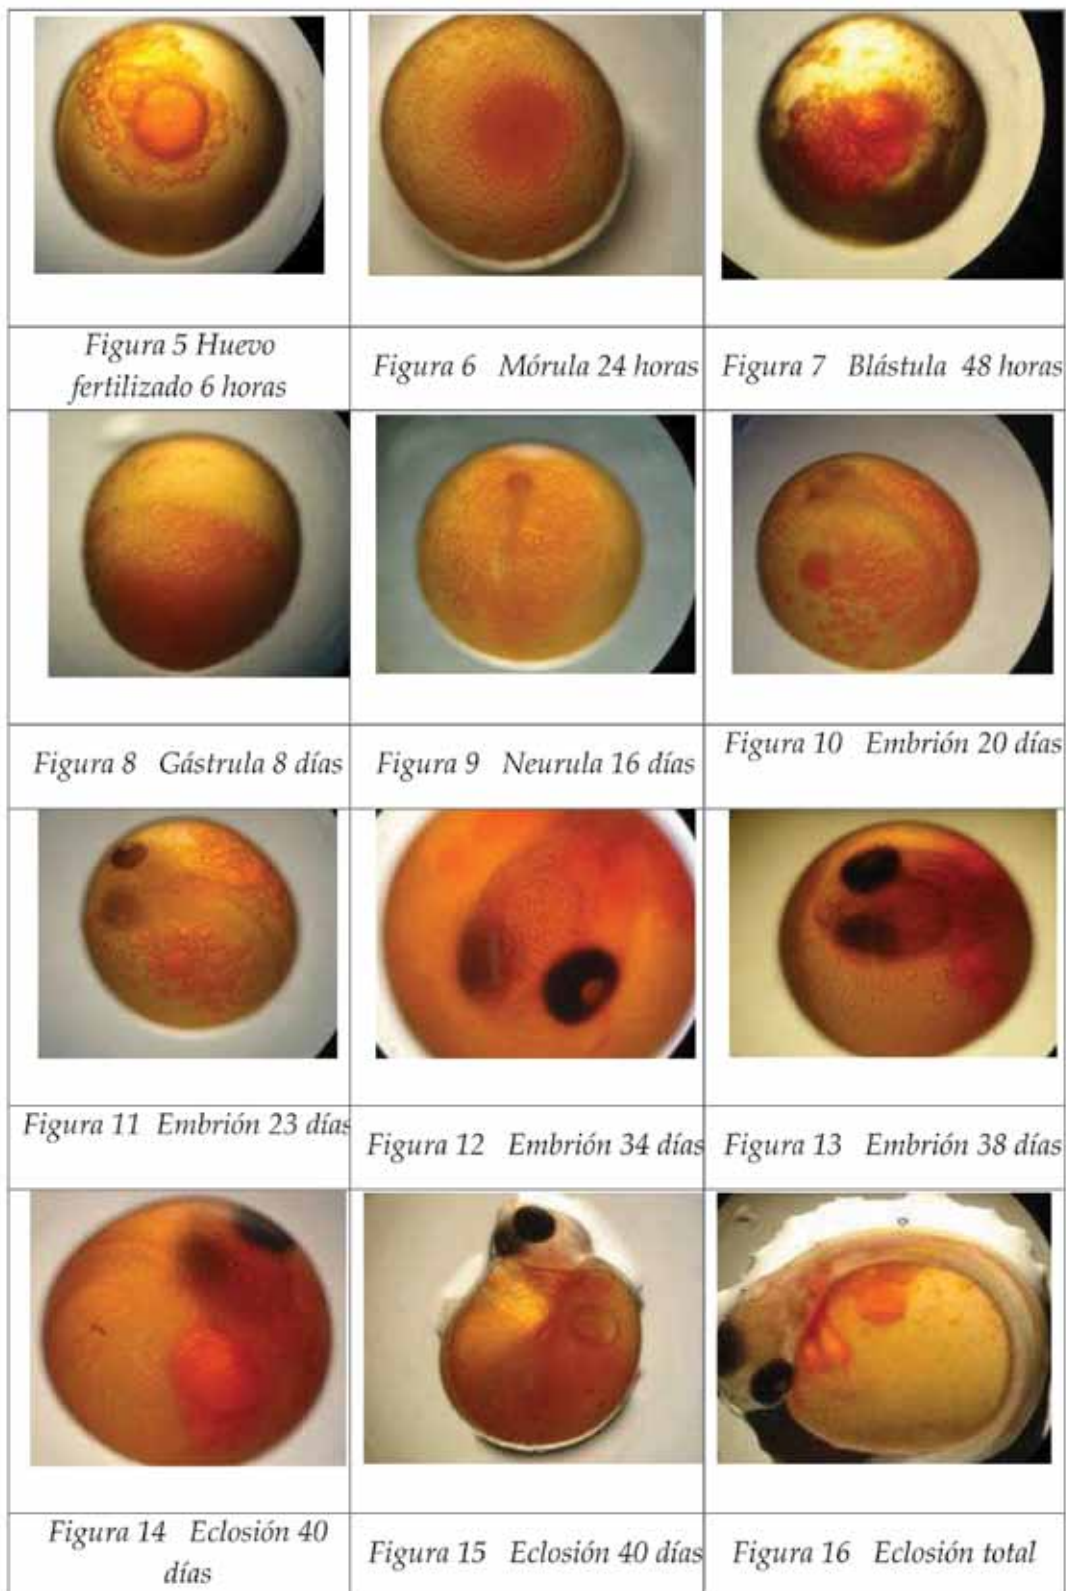 Figura 5 Huevo
fertilizado 6 horas
Figura 6 Mórula 24 horas
Figura 7 Blástula 48 horas
Figura 8 Gástrula 8 días
Figura 9 Neurula 16 días
Figura 10 Embrión 20 días
Figura 11 Embrión 23 días
Figura 12 Embrión 34 días
Figura 13 Embrión 38 días
Figura 14 Eclosión 40
días
Figura 15 Eclosión 40 días
Figura 16 Eclosión total